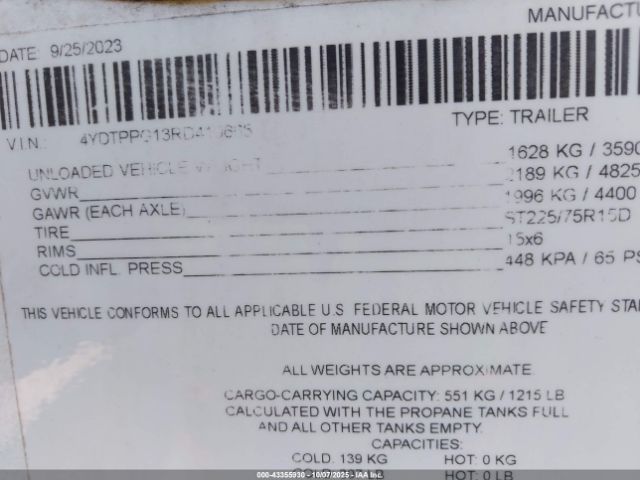 MANUFACTU
DATE: 9/25/2023
TYPE: TRAILER
V.I.N.:
UNLOADED VEHICLE WEIGHT 1628 KG / 3590
GVWR 2189 KG / 4825
GAWR (EACH AXLE) 1996 KG / 4400
TIRE ST225/75R15D
RIMS 15x6
COLD INFL. PRESS. 448 KPA / 65 PS
THIS VEHICLE CONFORMS TO ALL APPLICABLE U.S. FEDERAL MOTOR VEHICLE SAFETY STA
DATE OF MANUFACTURE SHOWN ABOVE
ALL WEIGHTS ARE APPROXIMATE.
CARGO-CARRYING CAPACITY: 551 KG / 1215 LB
CALCULATED WITH THE PROPANE TANKS FULL
AND ALL OTHER TANKS EMPTY.
CAPACITIES:
COLD: 139 KG HOT: 0 KG
HOT: 0 LB
000-43355930 - 10/07/2025 - IAA Inc.